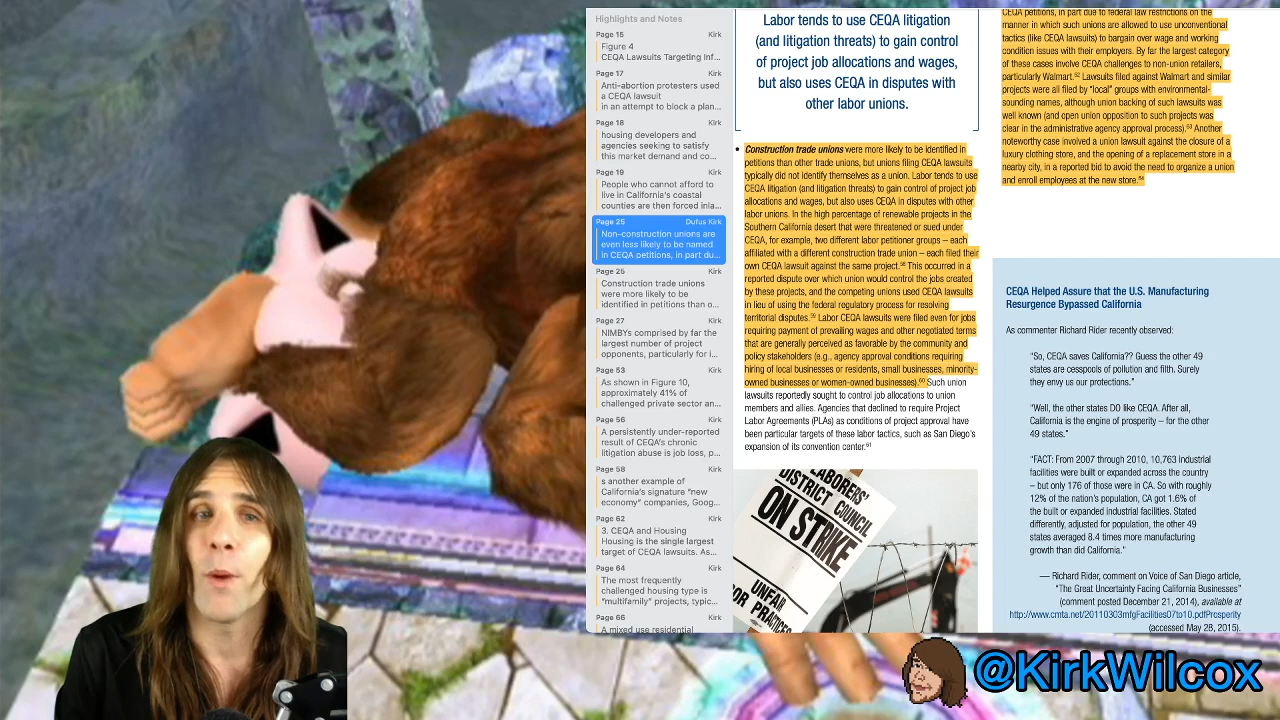 Highlights and Notes
Page 15 Kirk
Figure 4
CEQA Lawsuits Targeting Inf...
Page 17 Kirk
Anti-abortion protesters used
a CEQA lawsuit
in an attempt to block a plan...
Page 18 Kirk
housing developers and
agencies seeking to satisfy
this market demand and co...
Page 19 Kirk
People who cannot afford to
live in California's coastal
counties are then forced inla...
Page 25 Dufus Kirk
Non-construction unions are
even less likely to be named
in CEQA petitions, in part du...
Page 25 Kirk
Construction trade unions
were more likely to be
identified in petitions than o...
Page 27 Kirk
NIMBYs comprised by far the
largest number of project
opponents, particularly for i...
Page 53 Kirk
As shown in Figure 10,
approximately 41% of
challenged private sector an...
Page 56 Kirk
A persistently under-reported
result of CEQA's chronic
litigation abuse is job loss, p...
Page 58 Kirk
s another example of
California's signature "new
economy" companies, Goog...
Page 62 Kirk
3. CEQA and Housing
Housing is the single largest
target of CEQA lawsuits. As...
Page 64 Kirk
The most frequently
challenged housing type is
"multifamily" projects, typic...
Page 66 Kirk
A mixed use residential
Labor tends to use CEQA litigation
(and litigation threats) to gain control
of project job allocations and wages,
but also uses CEQA in disputes with
other labor unions.
• Construction trade unions were more likely to be identified in
petitions than other trade unions, but unions filing CEQA lawsuits
typically did not identify themselves as a union. Labor tends to use
CEQA litigation (and litigation threats) to gain control of project job
allocations and wages, but also uses CEQA in disputes with other
labor unions. In the high percentage of renewable projects in the
Southern California desert that were threatened or sued under
CEQA, for example, two different labor petitioner groups – each
affiliated with a different construction trade union – each filed their
own CEQA lawsuit against the same project.58 This occurred in a
reported dispute over which union would control the jobs created
by these projects, and the competing unions used CEQA lawsuits
in lieu of using the federal regulatory process for resolving
territorial disputes.59 Labor CEQA lawsuits were filed even for jobs
requiring payment of prevailing wages and other negotiated terms
that are generally perceived as favorable by the community and
policy stakeholders (e.g., agency approval conditions requiring
hiring of local businesses or residents, small businesses, minority-
owned businesses or women-owned businesses).60 Such union
lawsuits reportedly sought to control job allocations to union
members and allies. Agencies that declined to require Project
Labor Agreements (PLAs) as conditions of project approval have
been particular targets of these labor tactics, such as San Diego's
expansion of its convention center.61
LABORERS'
DISTRICT COUNCIL
ON STRIKE
UNFAIR
OR PRACTICES
CEQA petitions, in part due to federal law restrictions on the
manner in which such unions are allowed to use unconventional
tactics (like CEQA lawsuits) to bargain over wage and working
condition issues with their employers. By far the largest category
of these cases involve CEQA challenges to non-union retailers,
particularly Walmart.62 Lawsuits filed against Walmart and similar
projects were all filed by "local" groups with environmental-
sounding names, although union backing of such lawsuits was
well known (and open union opposition to such projects was
clear in the administrative agency approval process).63 Another
noteworthy case involved a union lawsuit against the closure of a
luxury clothing store, and the opening of a replacement store in a
nearby city, in a reported bid to avoid the need to organize a union
and enroll employees at the new store.64
CEQA Helped Assure that the U.S. Manufacturing
Resurgence Bypassed California
As commenter Richard Rider recently observed:
"So, CEQA saves California?? Guess the other 49
states are cesspools of pollution and filth. Surely
they envy us our protections."
"Well, the other states DO like CEQA. After all,
California is the engine of prosperity – for the other
49 states."
"FACT: From 2007 through 2010, 10,763 industrial
facilities were built or expanded across the country
– but only 176 of those were in CA. So with roughly
12% of the nation's population, CA got 1.6% of
the built or expanded industrial facilities. Stated
differently, adjusted for population, the other 49
states averaged 8.4 times more manufacturing
growth than did California."
— Richard Rider, comment on Voice of San Diego article,
"The Great Uncertainty Facing California Businesses"
(comment posted December 21, 2014), available at
http://www.cmta.net/20110303mfgFacilities07to10.pdfProsperity
(accessed May 28, 2015).
@KirkWilcox